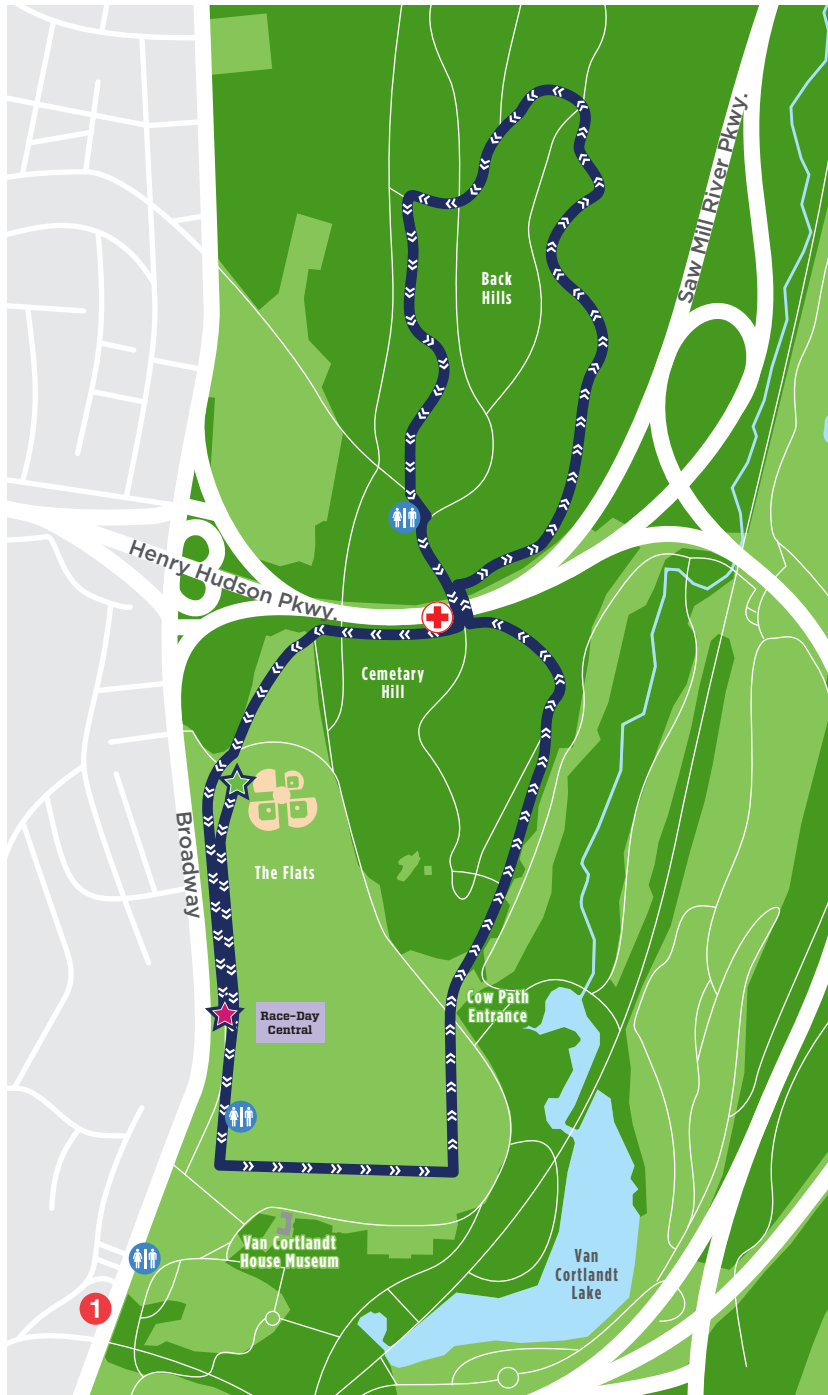 Saw Mill River Pkwy.
Back
Hills
Henry Hudson Pkwy.
Cemetary
Hill
Broadway
The Flats
Race-Day
Central
Cow Path
Entrance
Van Cortlandt
House Museum
Van
Cortlandt
Lake
1